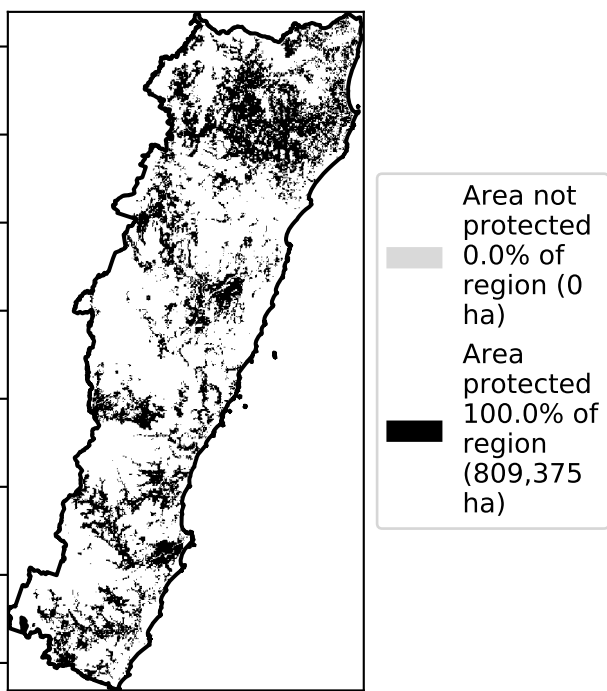 Area not
protected
0.0% of
region (0
ha)
Area
protected
100.0% of
region
(809,375
ha)